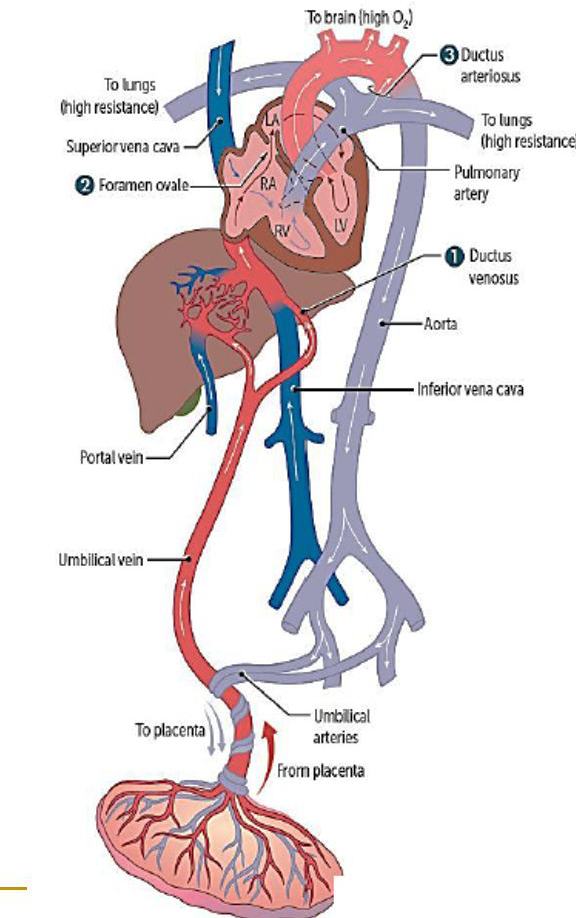 To brain (high O2)
3 Ductus
arteriosus
To lungs
(high resistance)
To lungs
(high resistance
Superior vena cava
LA
Pulmonary
artery
2 Foramen ovale
RA
LV
RV
1 Ductus
venosus
Aorta
Inferior vena cava
Portal vein
Umbilical vein
Umbilical
arteries
To placenta
From placenta